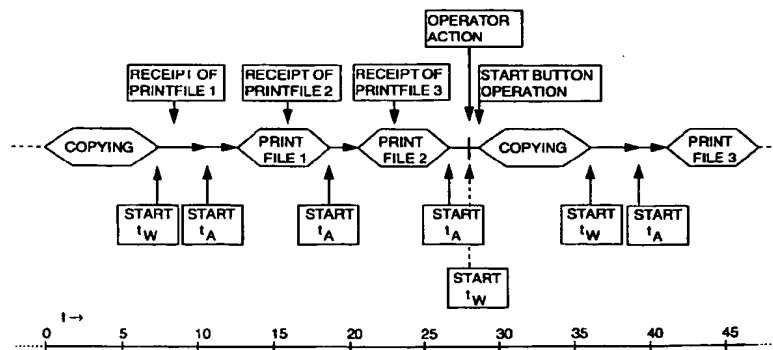 OPERATOR
ACTION
RECEIPT OF
PRINTFILE 1
RECEIPT OF
PRINTFILE 2
RECEIPT OF
PRINTFILE 3
START BUTTON
OPERATION
COPYING
PRINT
FILE 1
PRINT
FILE 2
COPYING
PRINT
FILE 3
START
tW
START
tA
START
tA
START
tA
START
tW
START
tA
START
tW
t→
0 5 10 15 20 25 30 35 40 45